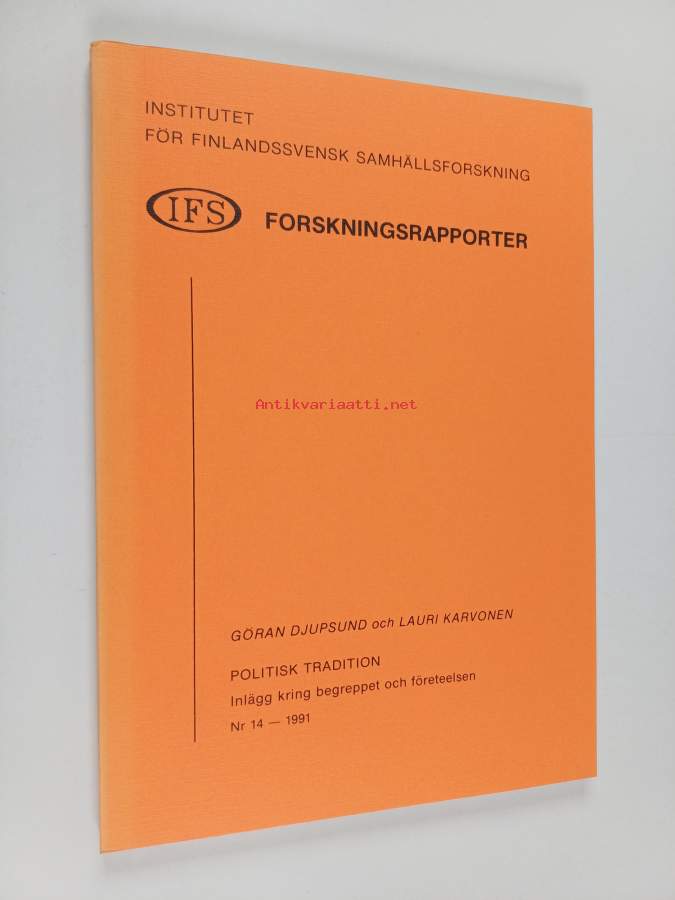 INSTITUTET
FÖR FINLANDSSVENSK SAMHÄLLSFORSKNING
IFS FORSKNINGSRAPPORTER
Antikvariaatti.net
GÖRAN DJUPSUND och LAURI KARVONEN
POLITISK TRADITION
Inlägg kring begreppet och företeelsen
Nr 14 — 1991